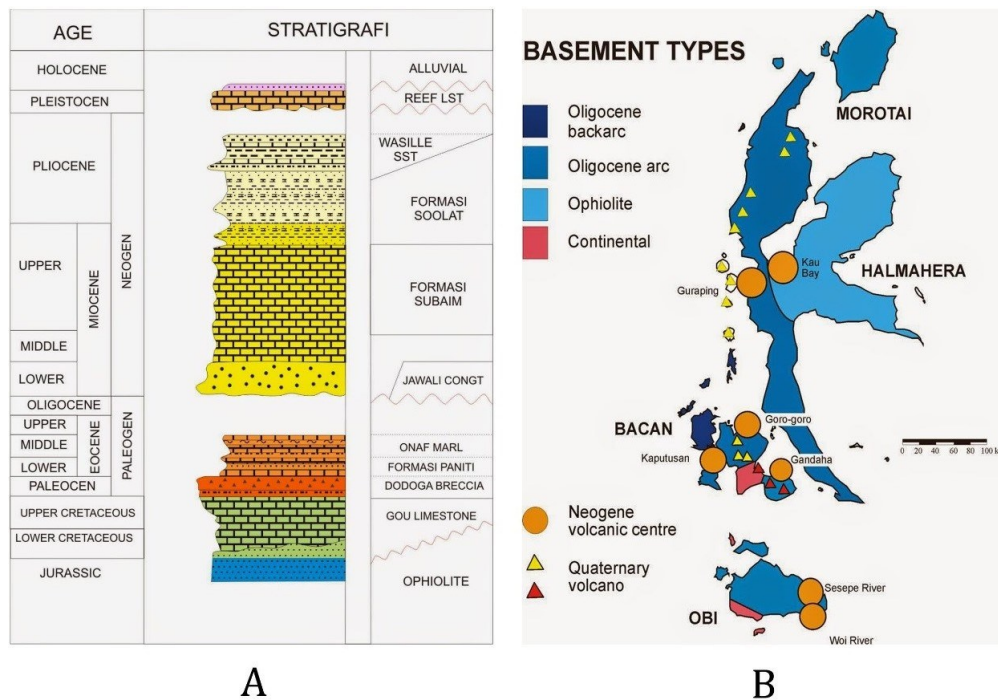 AGE
STRATIGRAFI
HOLOCENE
PLEISTOCEN
PLIOCENE
UPPER
MIDDLE
LOWER
MIOCENE
NEOGEN
OLIGOCENE
UPPER
MIDDLE
LOWER
EOCENE
PALEOGEN
PALEOCEN
UPPER CRETACEOUS
LOWER CRETACEOUS
JURASSIC
ALLUVIAL
REEF LST
WASILLE
SST
FORMASI
SOOLAT
FORMASI
SUBAIM
JAWALI CONGT
ONAF MARL
FORMASI PANITI
DODOGA BRECCIA
GOU LIMESTONE
OPHIOLITE
A
BASEMENT TYPES
Oligocene
backarc
Oligocene arc
Ophiolite
Continental
MOROTAI
HALMAHERA
Kau
Bay
Guraping
BACAN
Goro-goro
Kaputusan
Gandaha
0 20 40 60 80 100 k
Neogene
volcanic centre
Quaternary
volcano
OBI
Sesepe River
Woi River
B